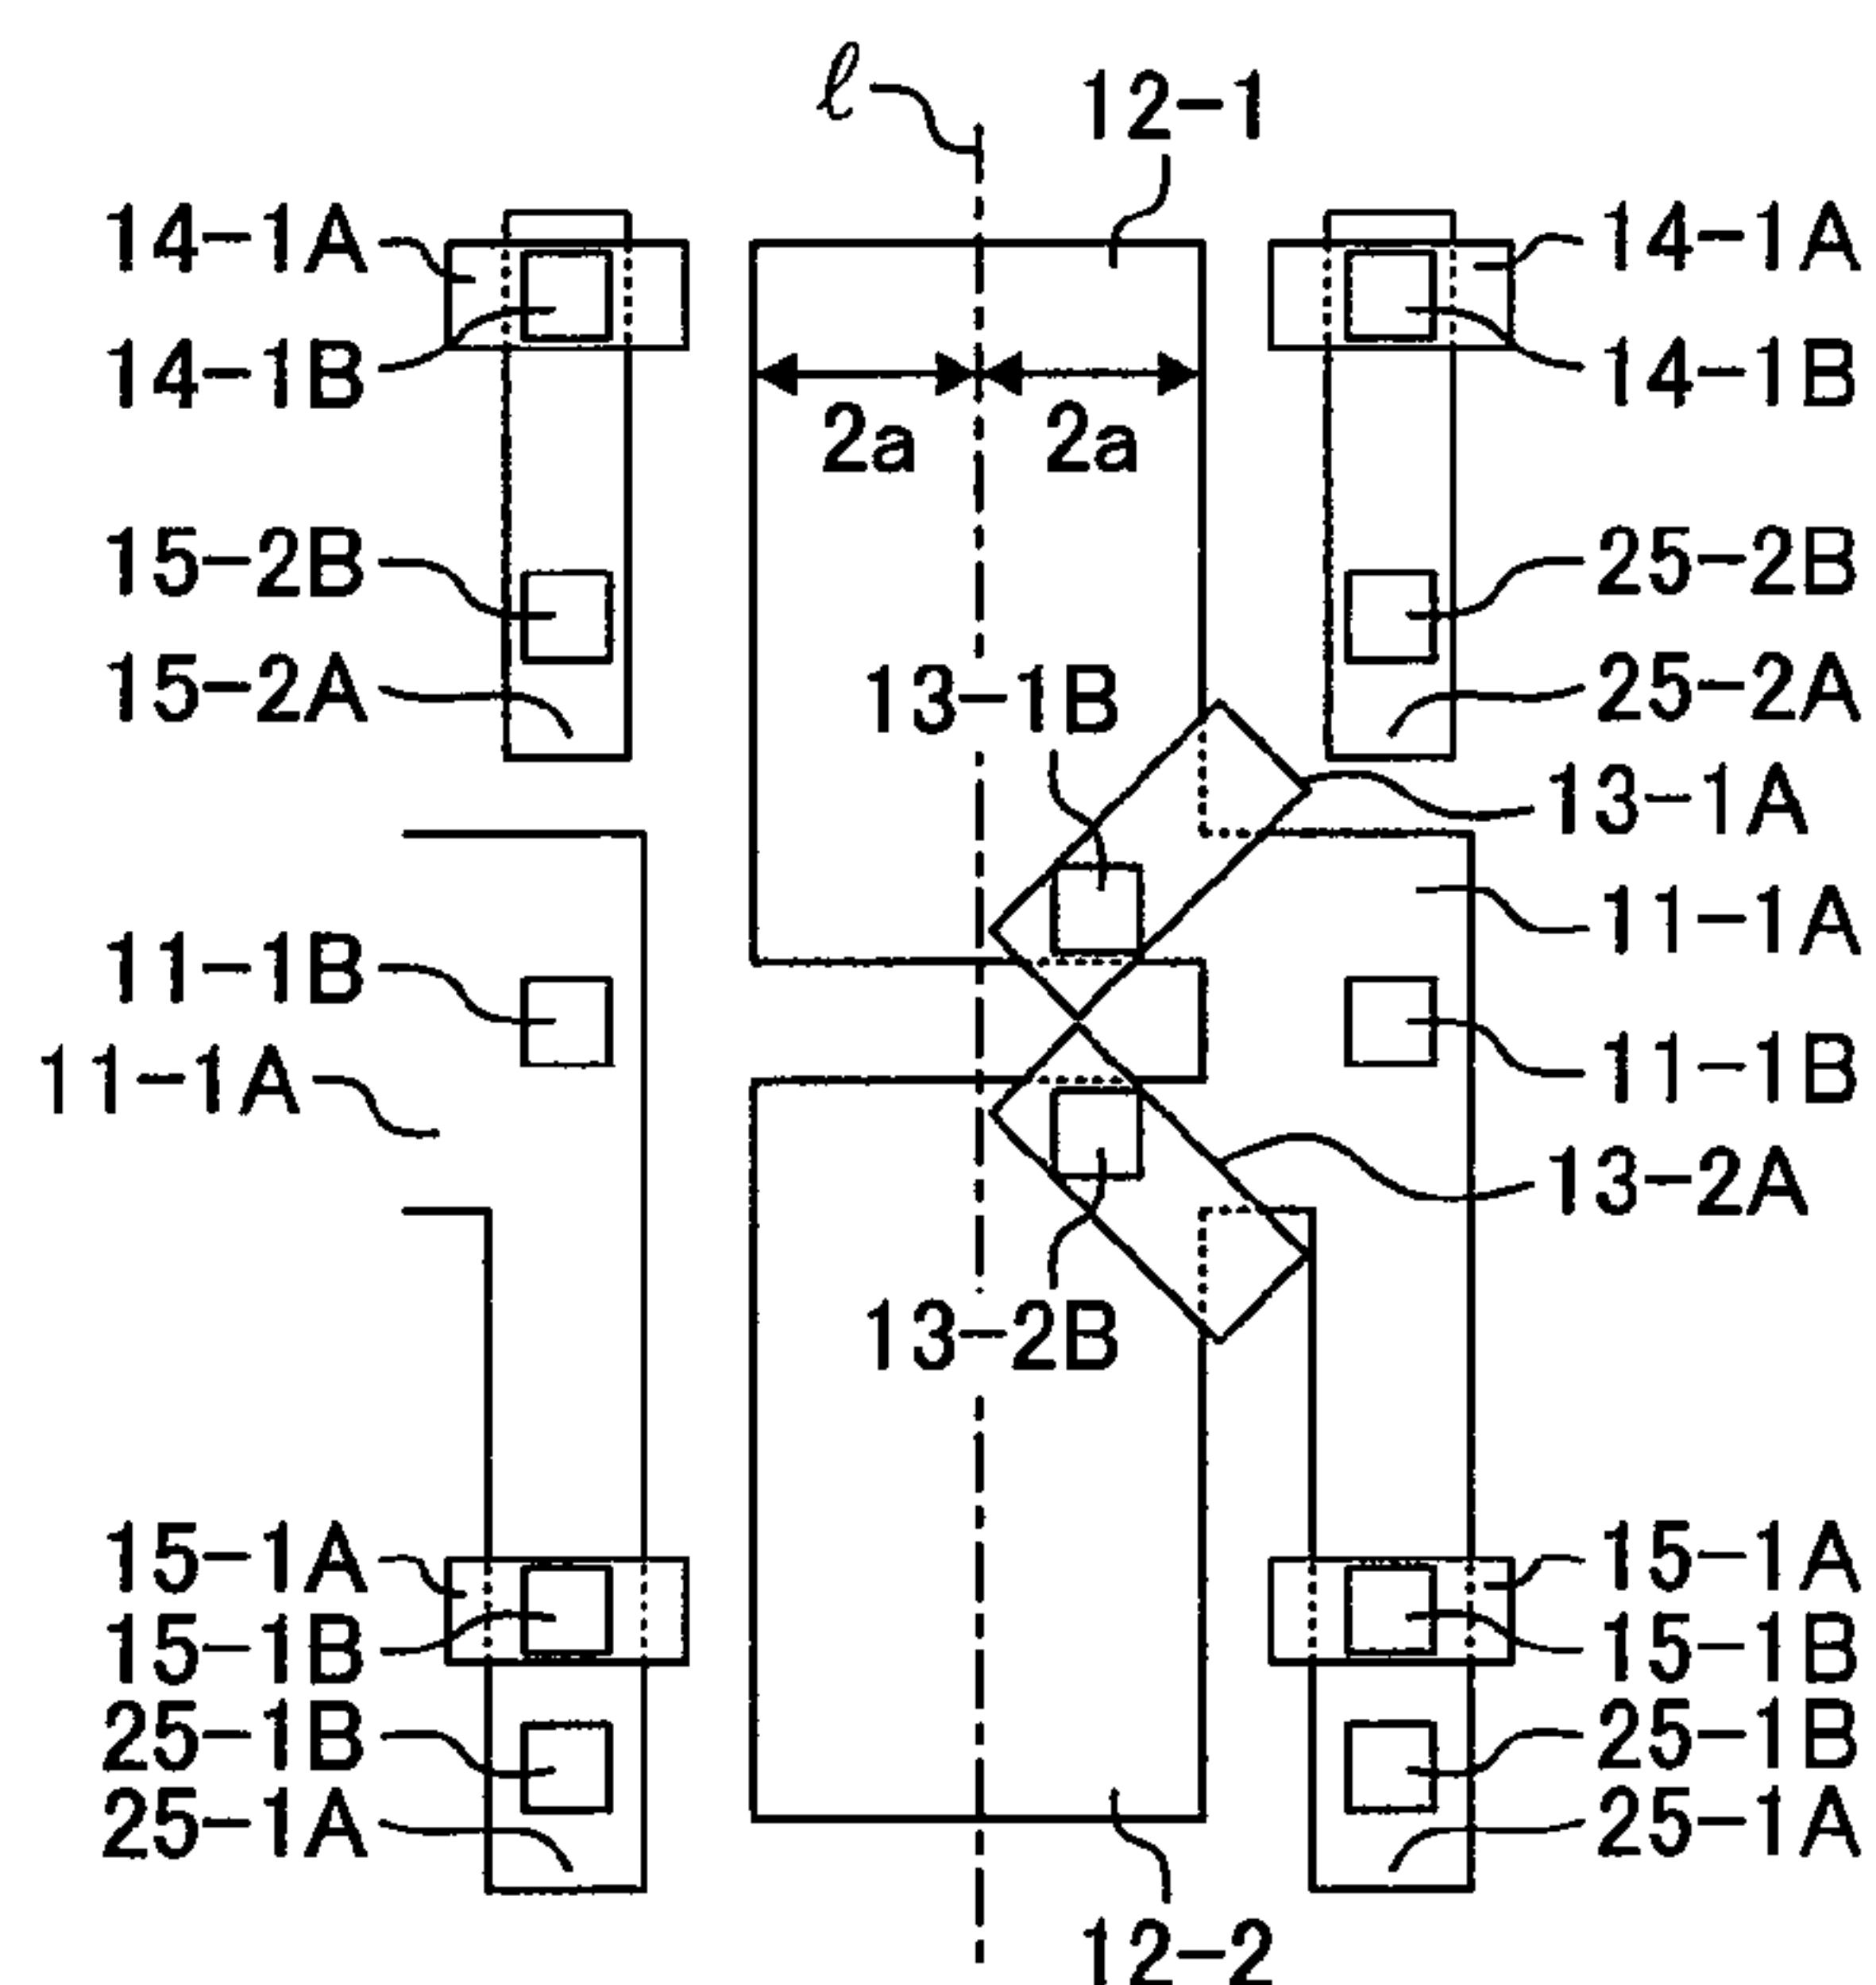 ℓ 12-1
14-1A 14-1A
14-1B 14-1B
2a 2a
15-2B 25-2B
15-2A 13-1B 25-2A
13-1A
11-1A
11-1B
11-1B
11-1A
13-2A
13-2B
15-1A 15-1A
15-1B 15-1B
25-1B 25-1B
25-1A 25-1A
12-2